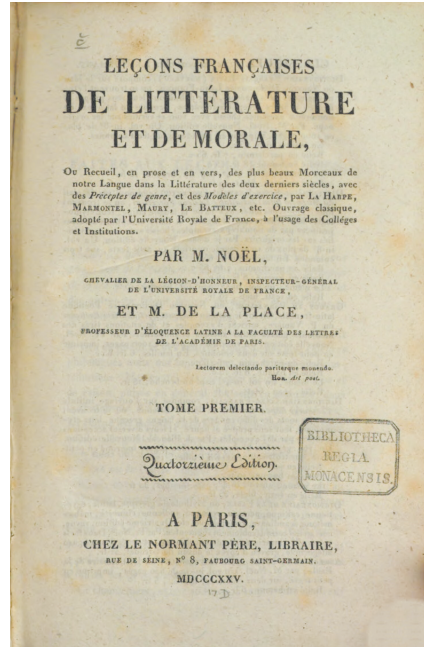 LEÇONS FRANÇAISES
DE LITTÉRATURE
ET DE MORALE,
Ou Recueil, en prose et en vers, des plus beaux Morceaux de
notre Langue dans la Littérature des deux derniers siècles, avec
des Préceptes de genre, et des Modèles d'exercice, par La Harpe,
Marmontel, Maury, Le Batteux, etc. Ouvrage classique,
adopté par l'Université Royale de France, à l'usage des Colléges
et Institutions.
PAR M. NOËL,
CHEVALIER DE LA LÉGION-D'HONNEUR, INSPECTEUR-GÉNÉRAL
DE L'UNIVERSITÉ ROYALE DE FRANCE,
ET M. DE LA PLACE,
PROFESSEUR D'ÉLOQUENCE LATINE A LA FACULTÉ DES LETTRES
DE L'ACADÉMIE DE PARIS.
Lectorem delectando pariterque monendo.
Hor. Art poet.
TOME PREMIER.
Quatorzième Édition.
BIBLIOTHECA
REGIA
MONACENSIS.
A PARIS,
CHEZ LE NORMANT PÈRE, LIBRAIRE,
RUE DE SEINE, N° 8, FAUBOURG SAINT-GERMAIN.
MDCCCXXV.